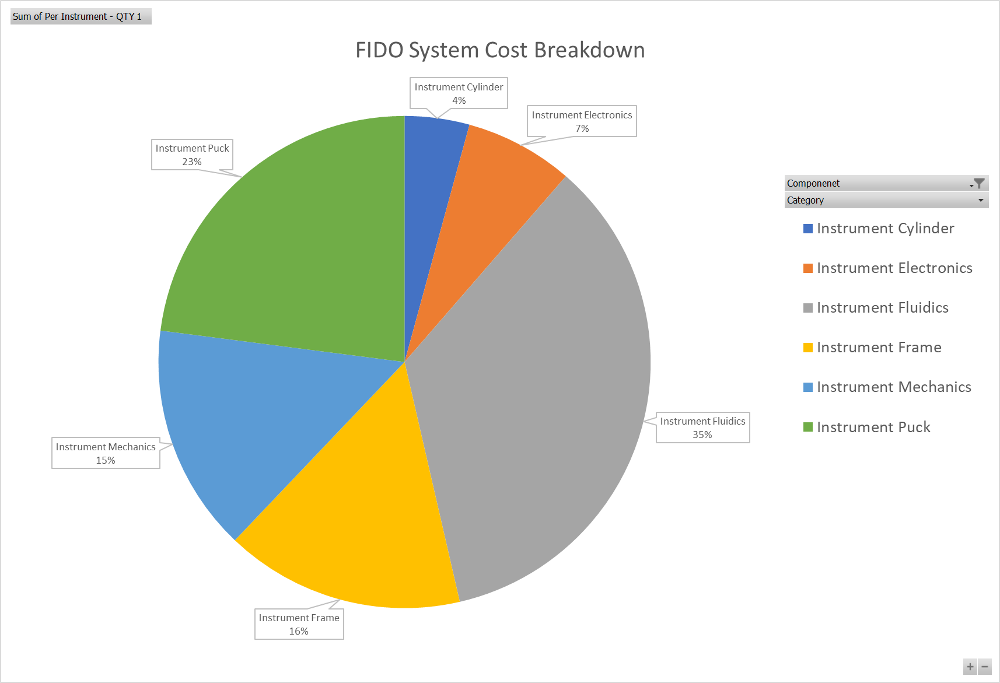 Sum of Per Instrument - QTY 1
FIDO System Cost Breakdown
Instrument Cylinder
4%
Instrument Electronics
7%
Instrument Puck
23%
Instrument Fluidics
35%
Instrument Mechanics
15%
Instrument Frame
16%
Componenet
Category
Instrument Cylinder
Instrument Electronics
Instrument Fluidics
Instrument Frame
Instrument Mechanics
Instrument Puck
+ −